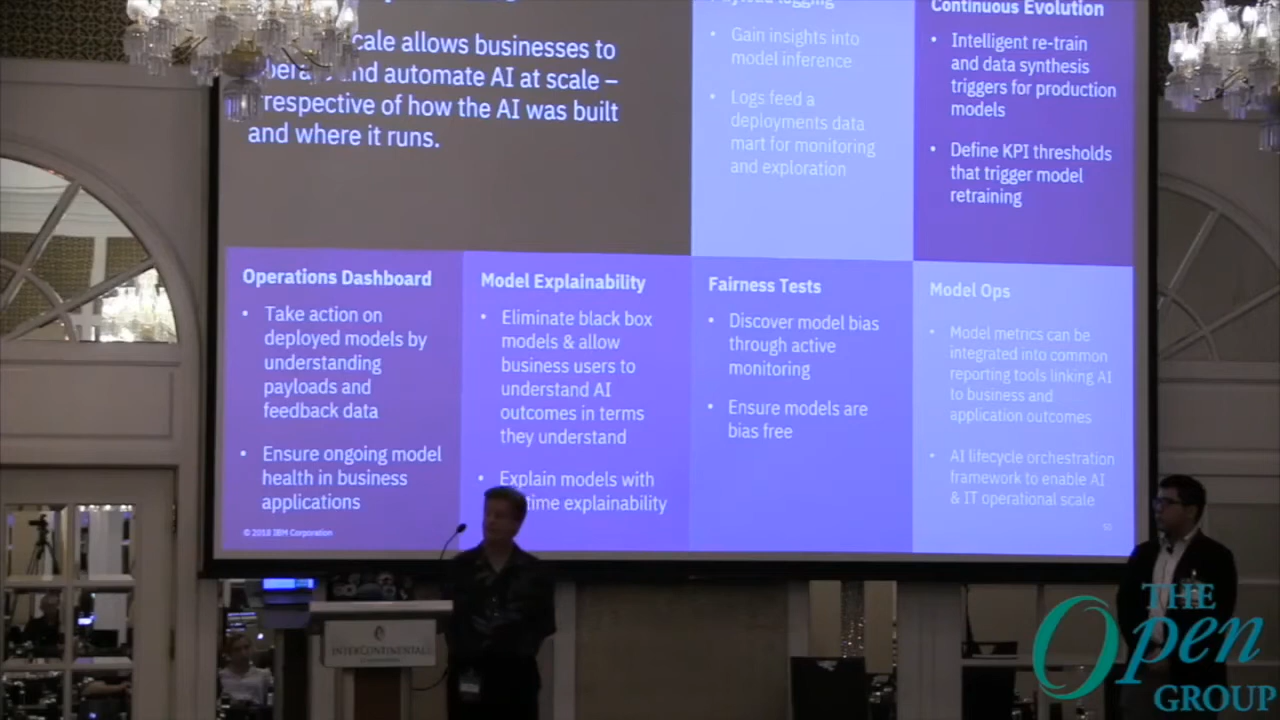 cale allows businesses to
and automate AI at scale –
rrespective of how the AI was built
and where it runs.
Payload logging
• Gain insights into
model inference
• Logs feed a
deployments data
mart for monitoring
and exploration
Continuous Evolution
• Intelligent re-train
and data synthesis
triggers for production
models
• Define KPI thresholds
that trigger model
retraining
Operations Dashboard
• Take action on
deployed models by
understanding
payloads and
feedback data
• Ensure ongoing model
health in business
applications
Model Explainability
• Eliminate black box
models & allow
business users to
understand AI
outcomes in terms
they understand
• Explain models with
time explainability
Fairness Tests
• Discover model bias
through active
monitoring
• Ensure models are
bias free
Model Ops
• Model metrics can be
integrated into common
reporting tools linking AI
to business and
application outcomes
• AI lifecycle orchestration
framework to enable AI
& IT operational scale
© 2018 IBM Corporation
INTERCONTINENTAL
THE
Open
GROUP